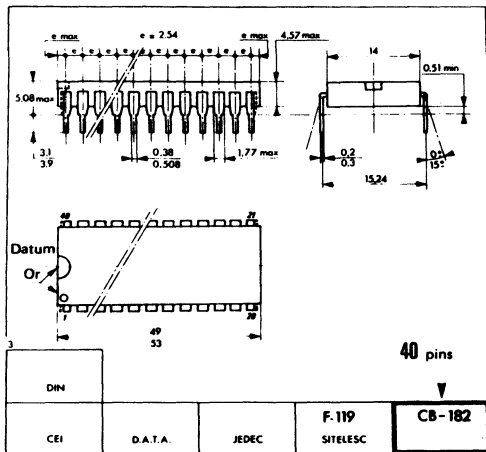 e max e = 2.54 e max 4,57 max 14
e e e e e e e e e e
0,51 min
5.08 max
3.1
3.9
0.38
0.508
1,77 max
0,2
0.3
0°
15°
15,24
40 21
Datum
Or
1 20
49
53
3
40 pins
DIN
CEI D.A.T.A. JEDEC F-119 SITELESC CB-182